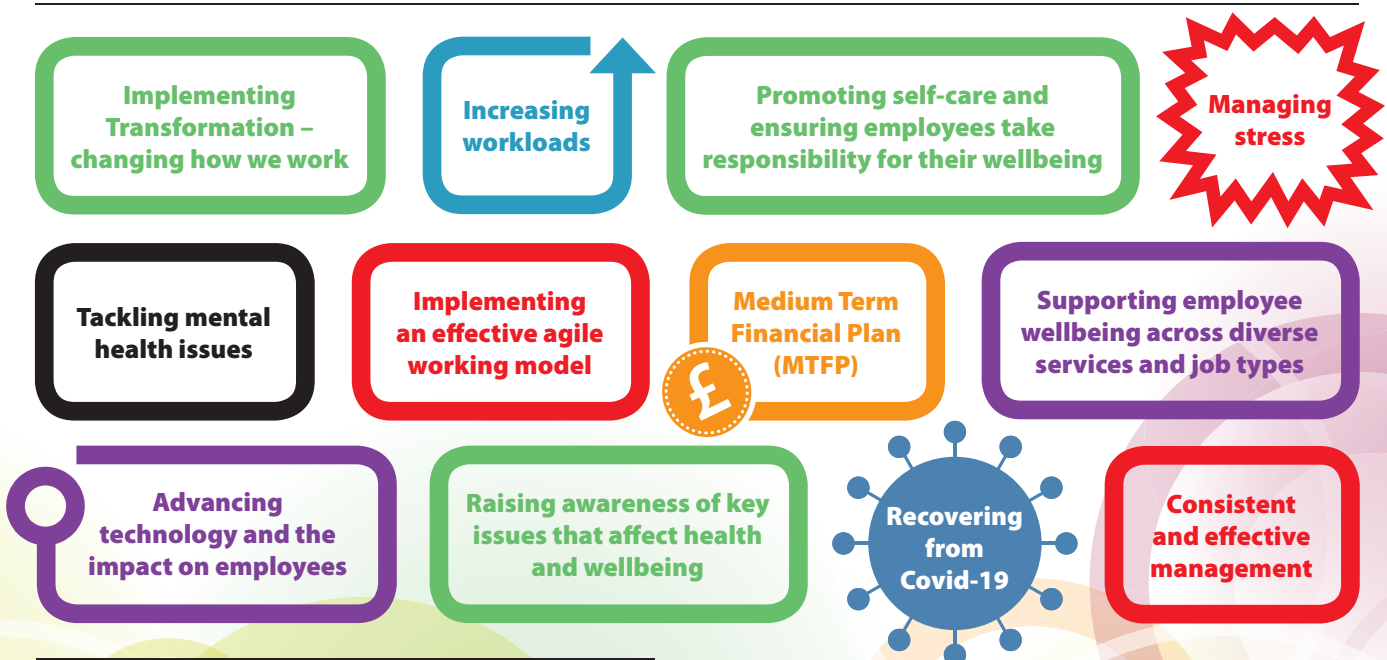 Implementing
Transformation –
changing how we work
Increasing
workloads
Promoting self-care and
ensuring employees take
responsibility for their wellbeing
Managing
stress
Tackling mental
health issues
Implementing
an effective agile
working model
Medium Term
Financial Plan
(MTFP)
£
Supporting employee
wellbeing across diverse
services and job types
Advancing
technology and the
impact on employees
Raising awareness of key
issues that affect health
and wellbeing
Recovering
from
Covid-19
Consistent
and effective
management